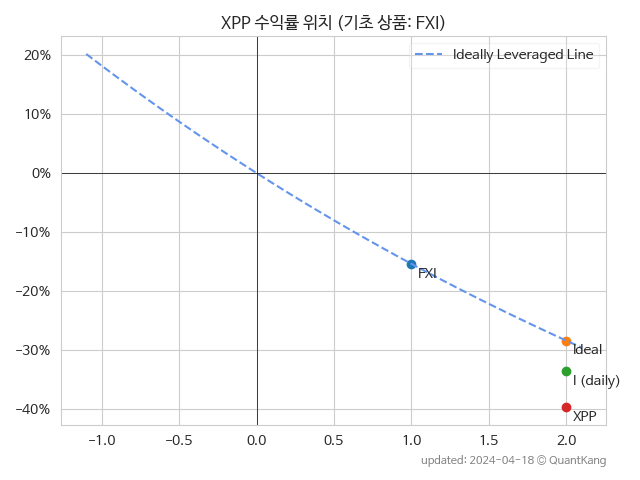 XPP 수익률 위치 (기초 상품: FXI)
Ideally Leveraged Line
20%
10%
0%
−10%
−20%
−30%
−40%
FXI
Ideal
I (daily)
XPP
−1.0
−0.5
0.0
0.5
1.0
1.5
2.0
updated: 2024-04-18 © QuantKang